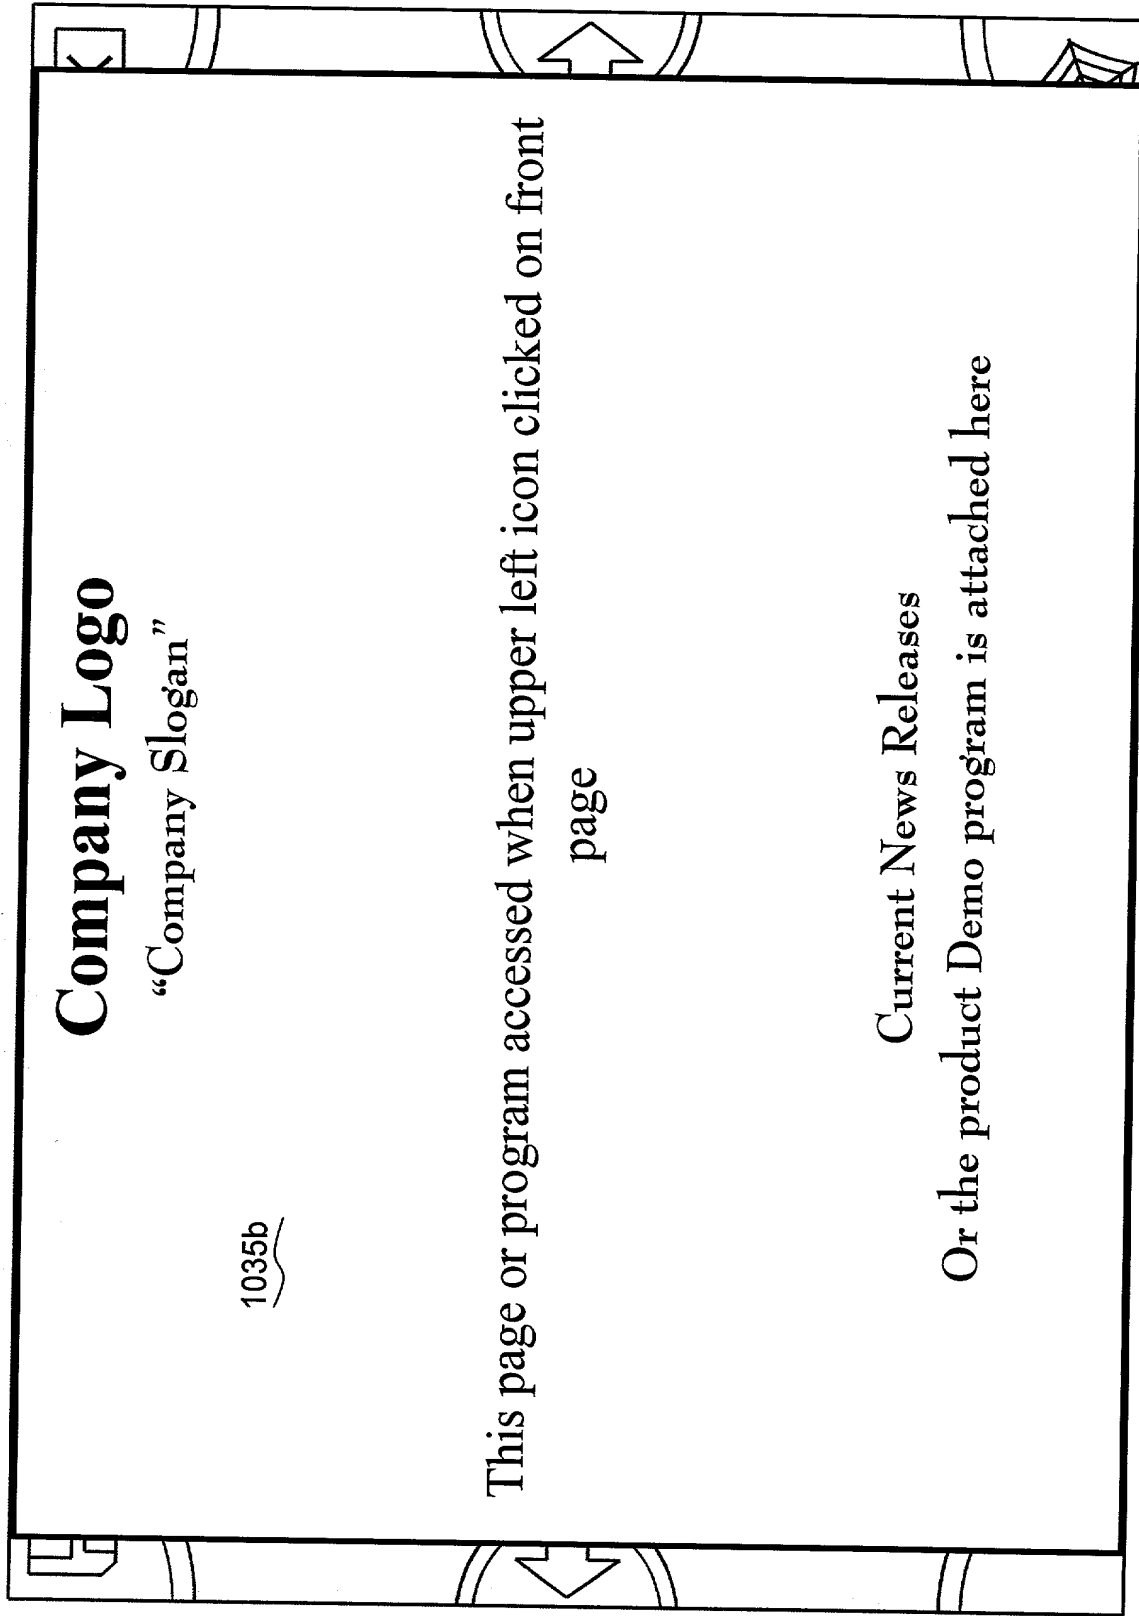 Company Logo
“Company Slogan”
1035b
This page or program accessed when upper left icon clicked on front
page
Current News Releases
Or the product Demo program is attached here